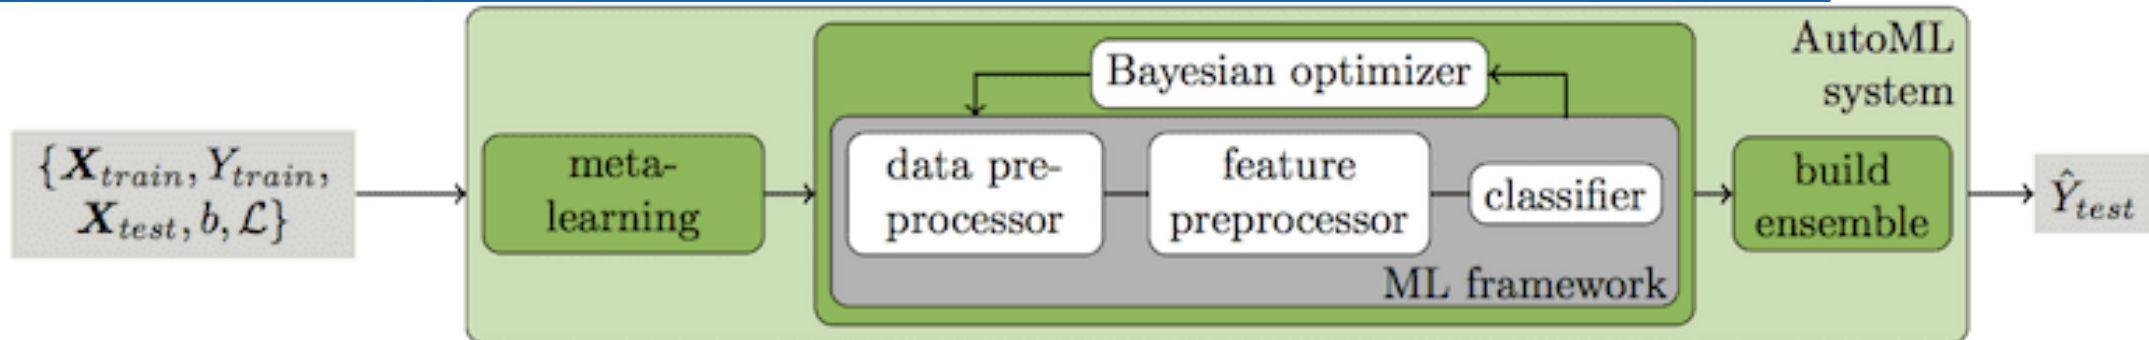 {X_train, Y_train,
X_test, b, ℒ}
meta-
learning
Bayesian optimizer
data pre-
processor
feature
preprocessor
classifier
ML framework
AutoML
system
build
ensemble
Ŷ_test